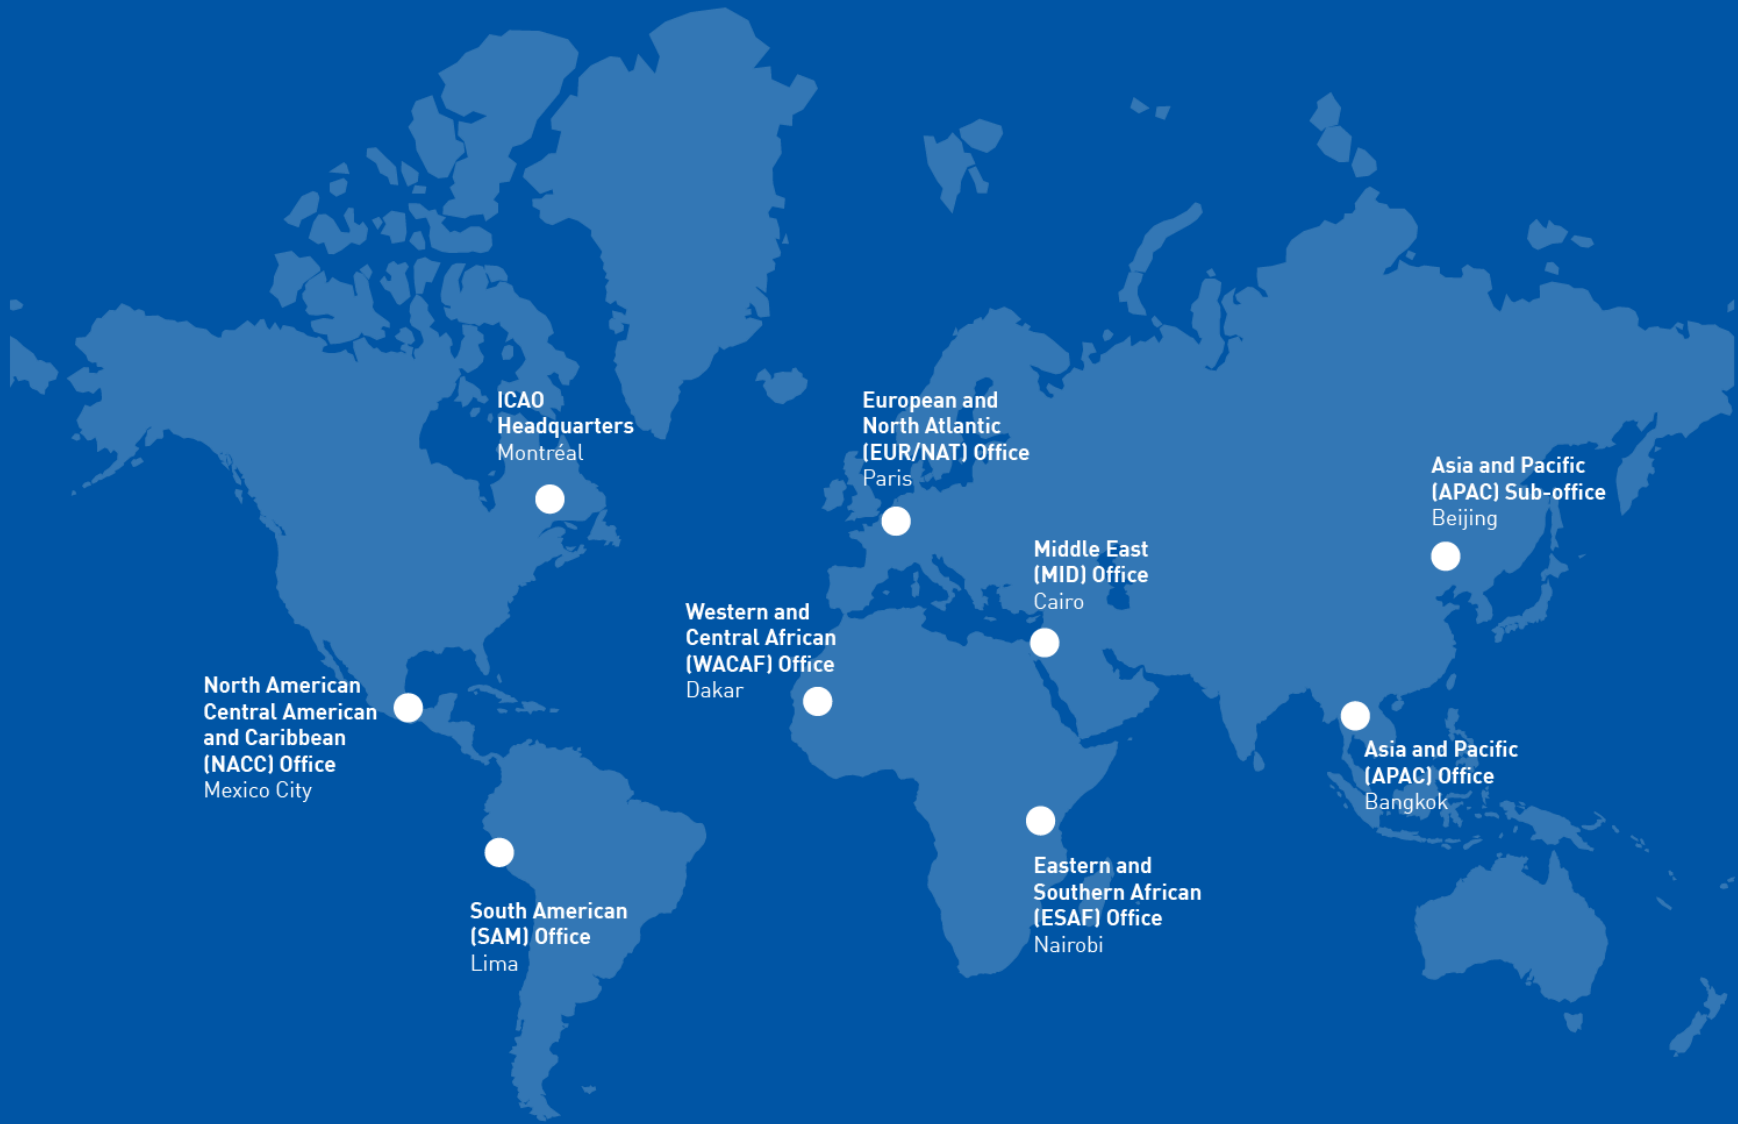 ICAO
Headquarters
Montréal
European and
North Atlantic
(EUR/NAT) Office
Paris
Asia and Pacific
(APAC) Sub-office
Beijing
Middle East
(MID) Office
Cairo
Western and
Central African
(WACAF) Office
Dakar
North American
Central American
and Caribbean
(NACC) Office
Mexico City
Asia and Pacific
(APAC) Office
Bangkok
Eastern and
Southern African
(ESAF) Office
Nairobi
South American
(SAM) Office
Lima